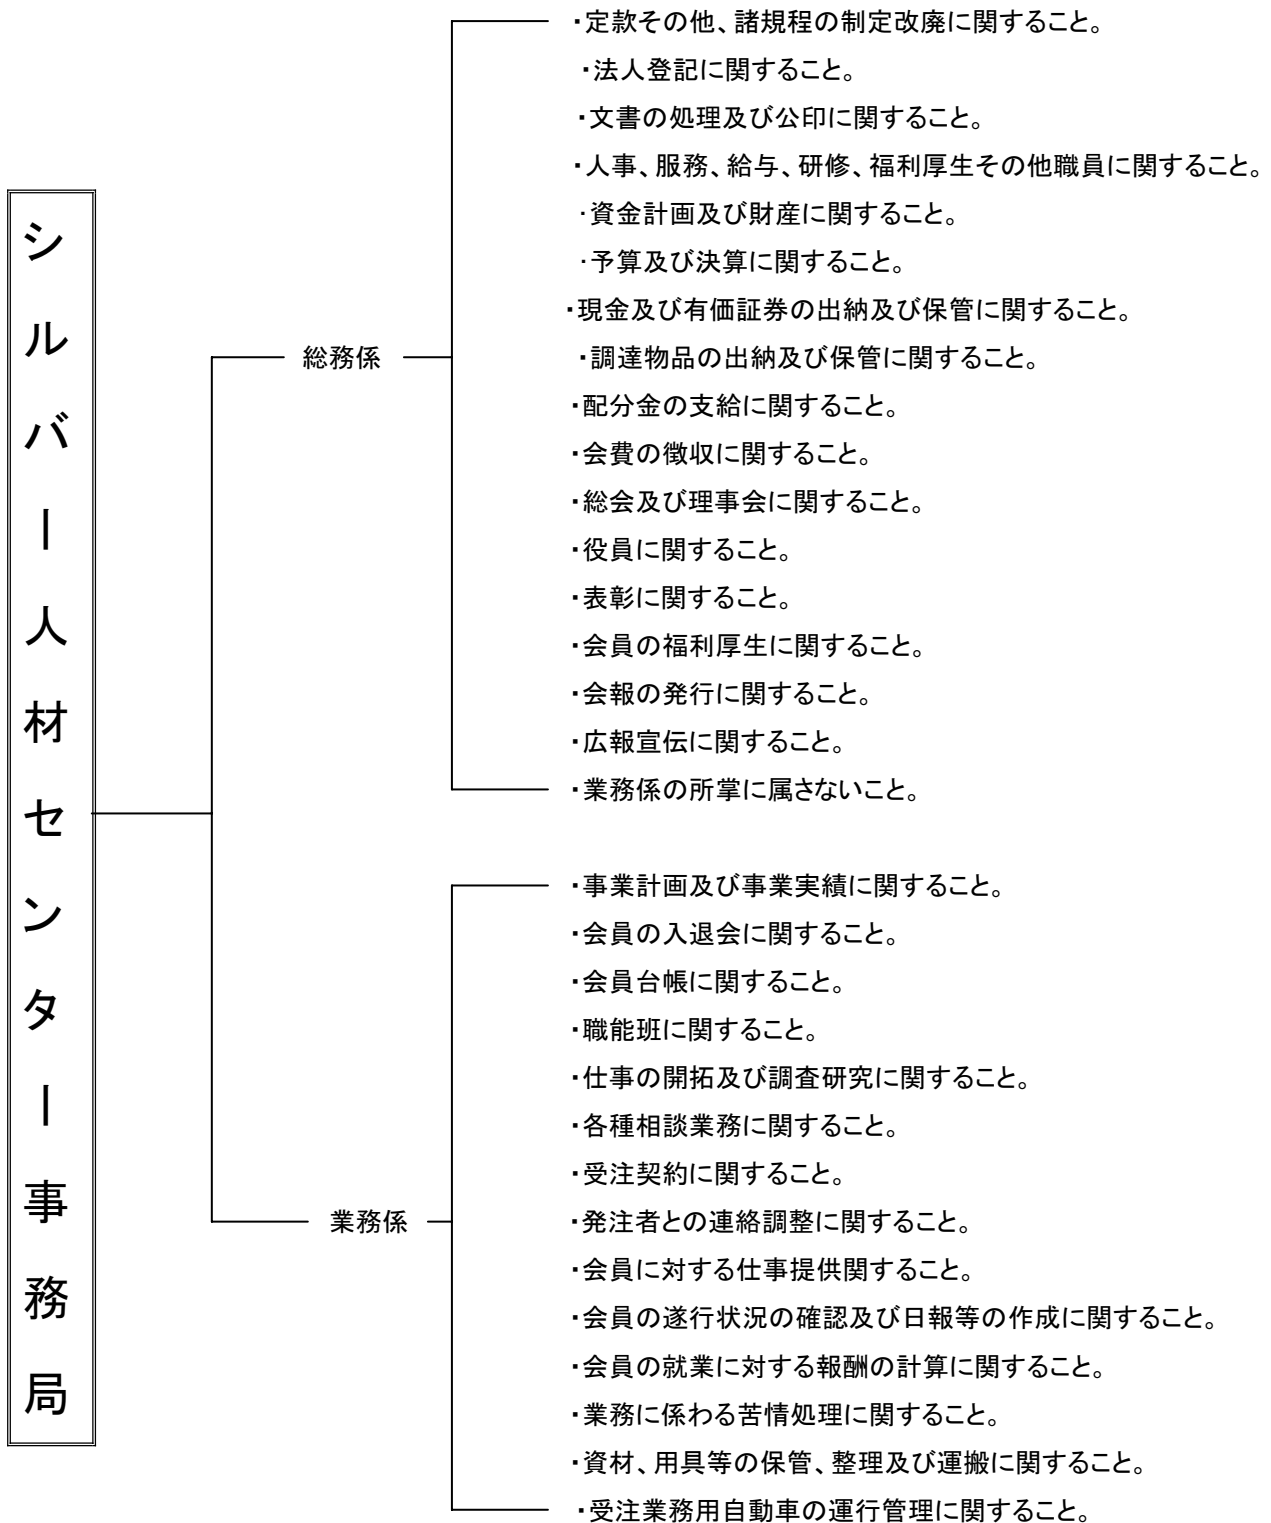 シルバー人材センター事務局
総務係
・定款その他、諸規程の制定改廃に関すること。
・法人登記に関すること。
・文書の処理及び公印に関すること。
・人事、服務、給与、研修、福利厚生その他職員に関すること。
・資金計画及び財産に関すること。
・予算及び決算に関すること。
・現金及び有価証券の出納及び保管に関すること。
・調達物品の出納及び保管に関すること。
・配分金の支給に関すること。
・会費の徴収に関すること。
・総会及び理事会に関すること。
・役員に関すること。
・表彰に関すること。
・会員の福利厚生に関すること。
・会報の発行に関すること。
・広報宣伝に関すること。
・業務係の所掌に属さないこと。
業務係
・事業計画及び事業実績に関すること。
・会員の入退会に関すること。
・会員台帳に関すること。
・職能班に関すること。
・仕事の開拓及び調査研究に関すること。
・各種相談業務に関すること。
・受注契約に関すること。
・発注者との連絡調整に関すること。
・会員に対する仕事提供関すること。
・会員の遂行状況の確認及び日報等の作成に関すること。
・会員の就業に対する報酬の計算に関すること。
・業務に係わる苦情処理に関すること。
・資材、用具等の保管、整理及び運搬に関すること。
・受注業務用自動車の運行管理に関すること。